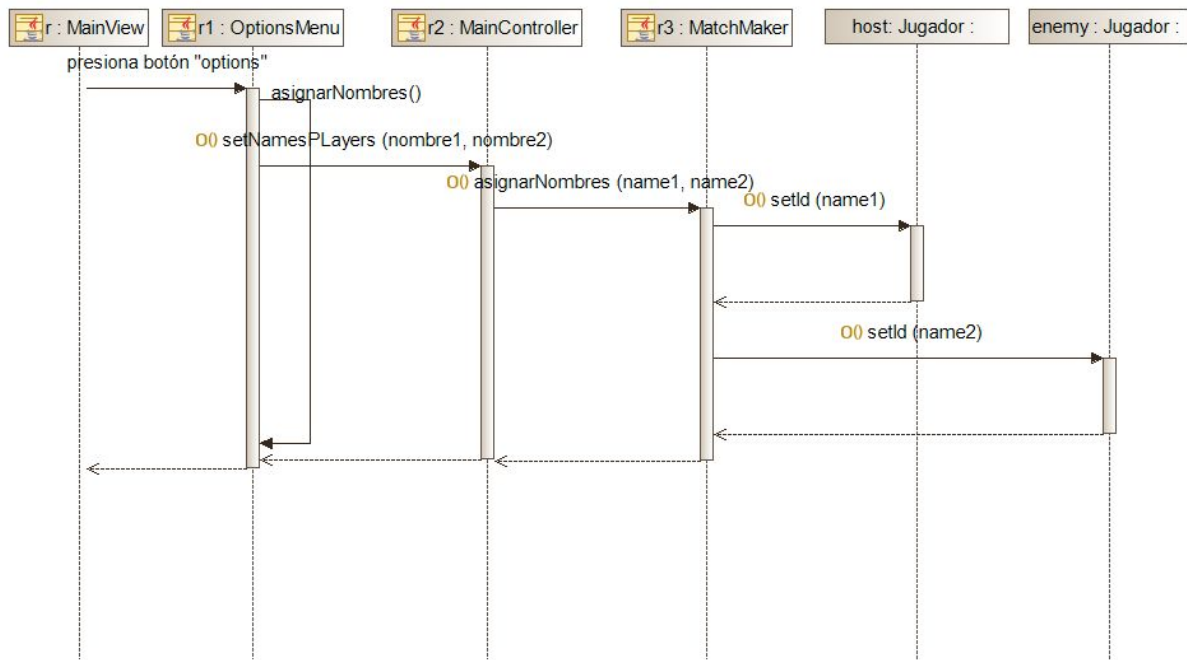 r : MainView
r1 : OptionsMenu
r2 : MainController
r3 : MatchMaker
host: Jugador :
enemy : Jugador :
presiona botón "options"
asignarNombres()
O() setNamesPLayers (nombre1, nombre2)
O() asignarNombres (name1, name2)
O() setId (name1)
O() setId (name2)